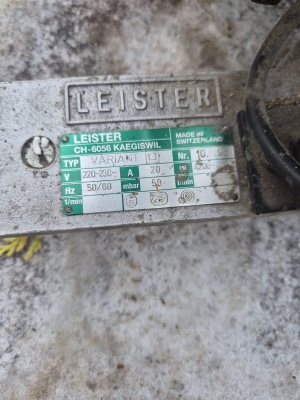 LEISTER
LEISTER
CH-6056 KAEGISWIL
MADE IN
SWITZERLAND
TYP VARIANT Nr. 10.
V 220-230~ A 20
Hz 50/60 mbar 50 l/min
l/min